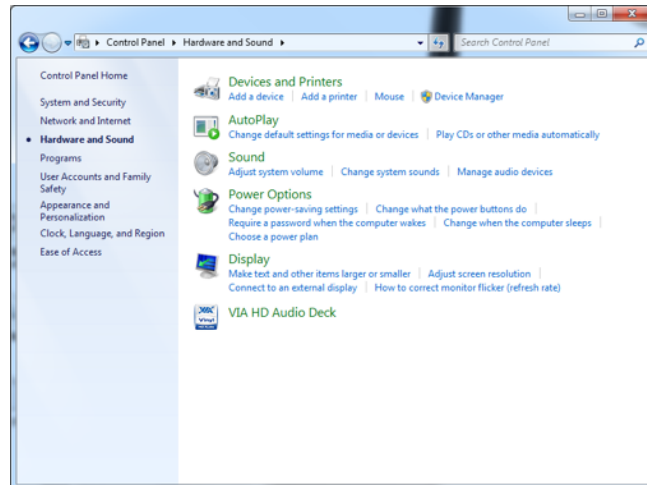 Control Panel ▸ Hardware and Sound ▸
Search Control Panel
Control Panel Home
System and Security
Network and Internet
Hardware and Sound
Programs
User Accounts and Family
Safety
Appearance and
Personalization
Clock, Language, and Region
Ease of Access
Devices and Printers
Add a device | Add a printer | Mouse | Device Manager
AutoPlay
Change default settings for media or devices | Play CDs or other media automatically
Sound
Adjust system volume | Change system sounds | Manage audio devices
Power Options
Change power-saving settings | Change what the power buttons do
Require a password when the computer wakes | Change when the computer sleeps
Choose a power plan
Display
Make text and other items larger or smaller | Adjust screen resolution
Connect to an external display | How to correct monitor flicker (refresh rate)
VIA HD Audio Deck